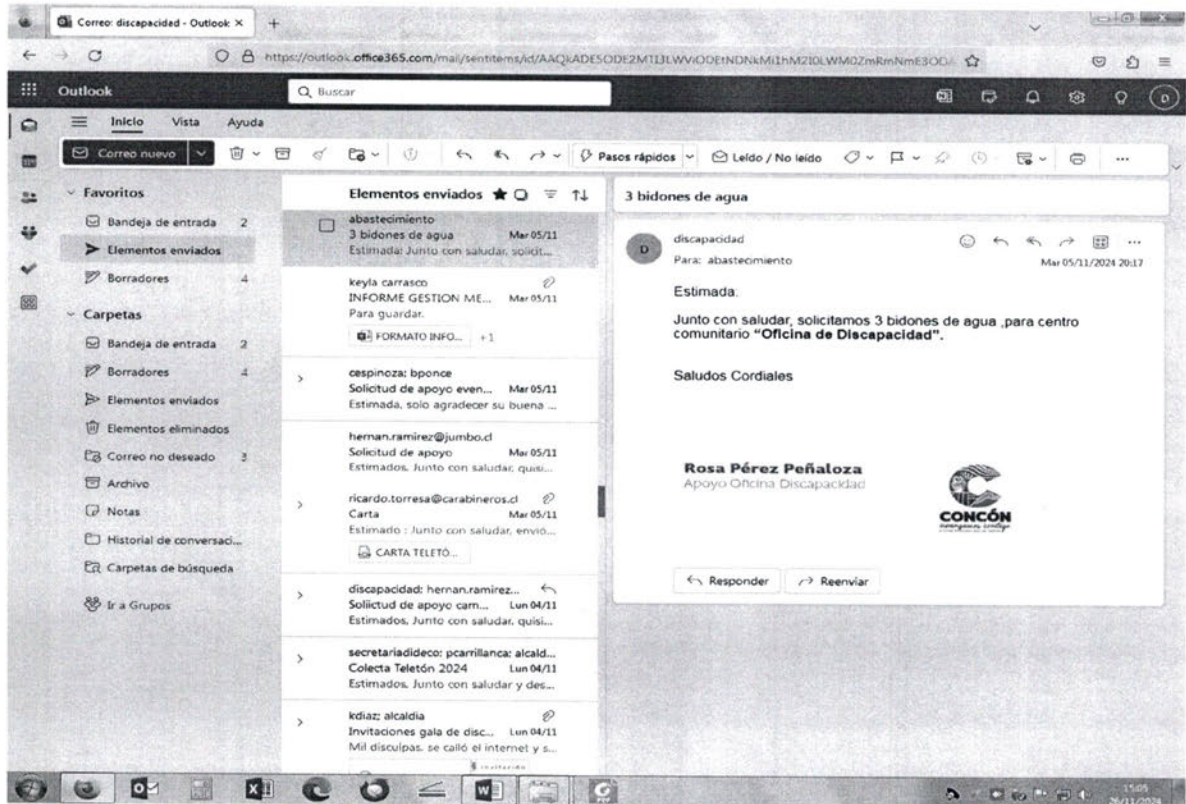 Correo: discapacidad - Outlook
https://outlook.office365.com/mail/sentitems/id/
Outlook
Buscar
Inicio Vista Ayuda
Correo nuevo
Pasos rápidos
Leído / No leído
Favoritos
Bandeja de entrada 2
Elementos enviados
Borradores 4
Carpetas
Bandeja de entrada 2
Borradores 4
Elementos enviados
Elementos eliminados
Correo no deseado 3
Archivo
Notas
Historial de conversaci...
Carpetas de búsqueda
Ir a Grupos
Elementos enviados
abastecimiento
3 bidones de agua Mar 05/11
Estimada: Junto con saludar, solicit...
keyla carrasco
INFORME GESTION ME... Mar 05/11
Para guardar.
FORMATO INFO... +1
cespinoza; bponce
Solicitud de apoyo even... Mar 05/11
Estimada, solo agradecer su buena ...
hernan.ramirez@jumbo.cl
Solicitud de apoyo Mar 05/11
Estimados, Junto con saludar, quisi...
ricardo.torresa@carabineros.cl
Carta Mar 05/11
Estimado : Junto con saludar, envió...
CARTA TELETÓ...
discapacidad; hernan.ramirez...
Soliictud de apoyo cam... Lun 04/11
Estimados, Junto con saludar, quisi...
secretariadideco; pcarrillanca; alcald...
Colecta Teletón 2024 Lun 04/11
Estimados, Junto con saludar y des...
kdiaz; alcaldia
Invitaciones gala de disc... Lun 04/11
Mil disculpas, se calló el internet y s...
3 bidones de agua
D
discapacidad
Para: abastecimiento
Mar 05/11/2024 20:17
Estimada:
Junto con saludar, solicitamos 3 bidones de agua ,para centro
comunitario “Oficina de Discapacidad”.
Saludos Cordiales
Rosa Pérez Peñaloza
Apoyo Oficina Discapacidad
CONCÓN
Responder
Reenviar
15:05
26/11/2024